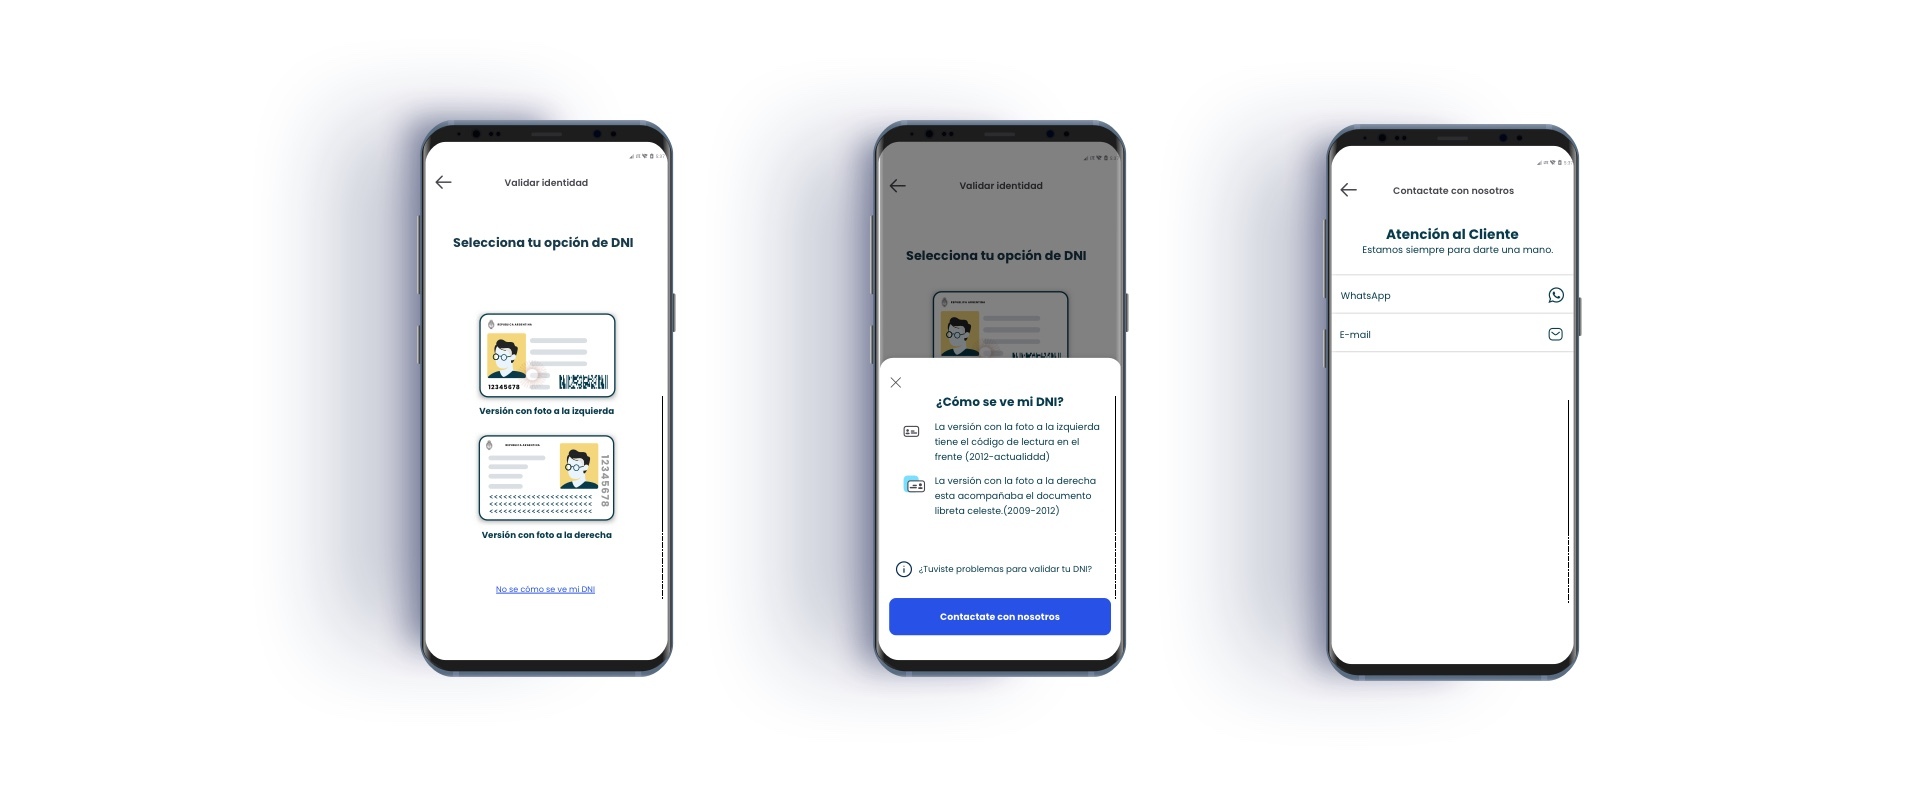 Validar identidad
Selecciona tu opción de DNI
REPUBLICA ARGENTINA
12345678
Versión con foto a la izquierda
REPUBLICA ARGENTINA
12345678
<<<<<<<<<<<<<<<<<<<<<<
<<<<<<<<<<<<<<<<<<<<<<
<<<<<<<<<<<<<<<<<<<<<<
Versión con foto a la derecha
No se cómo se ve mi DNI
Validar identidad
Selecciona tu opción de DNI
REPUBLICA ARGENTINA
¿Cómo se ve mi DNI?
La versión con la foto a la izquierda
tiene el código de lectura en el
frente (2012-actualiddd)
La versión con la foto a la derecha
esta acompañaba el documento
libreta celeste.(2009-2012)
¿Tuviste problemas para validar tu DNI?
Contactate con nosotros
Contactate con nosotros
Atención al Cliente
Estamos siempre para darte una mano.
WhatsApp
E-mail